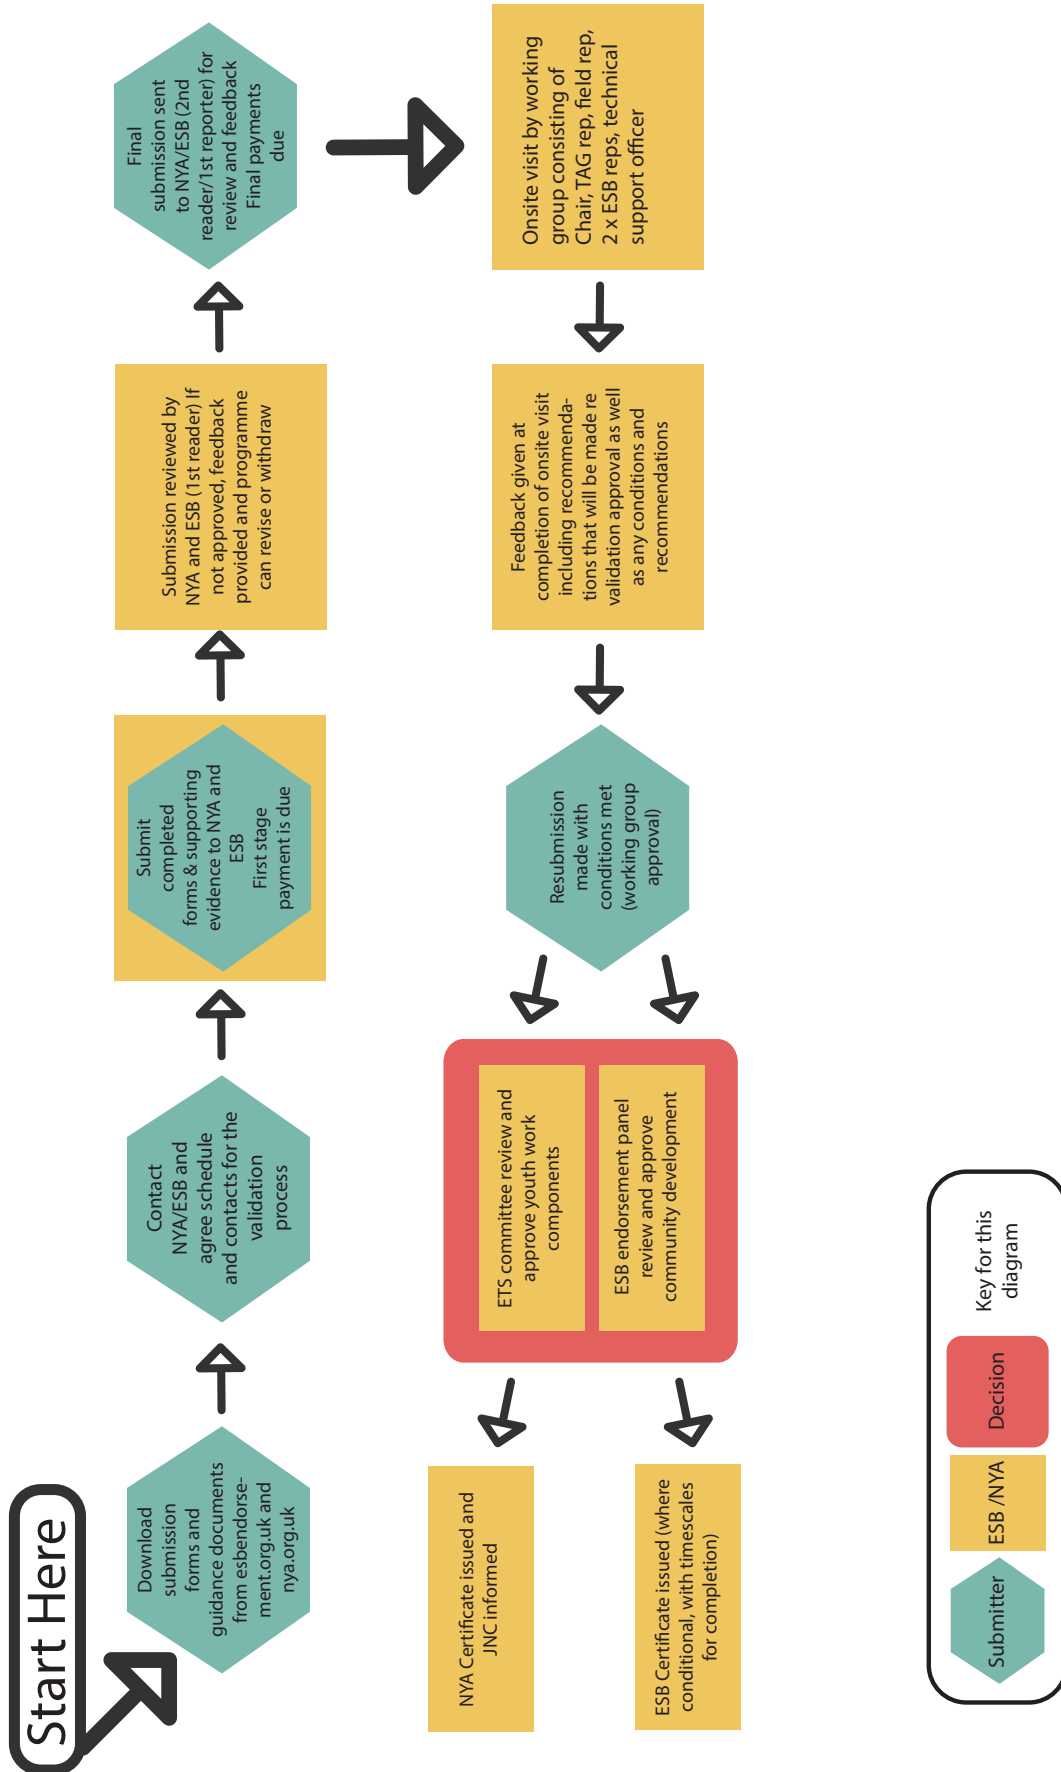 Start Here
Download
submission
forms and
guidance documents
from esbendorse-
ment.org.uk and
nya.org.uk
Contact
NYA/ESB and
agree schedule
and contacts for the
validation
process
Submit
completed
forms & supporting
evidence to NYA and
ESB
First stage
payment is due
Submission reviewed by
NYA and ESB (1st reader) If
not approved, feedback
provided and programme
can revise or withdraw
Final
submission sent
to NYA/ESB (2nd
reader/1st reporter) for
review and feedback
Final payments
due
Onsite visit by working
group consisting of
Chair, TAG rep, field rep,
2 x ESB reps, technical
support officer
Feedback given at
completion of onsite visit
including recommenda-
tions that will be made re
validation approval as well
as any conditions and
recommendations
Resubmission
made with
conditions met
(working group
approval)
ETS committee review and
approve youth work
components
ESB endorsement panel
review and approve
community development
NYA Certificate issued and
JNC informed
ESB Certificate issued (where
conditional, with timescales
for completion)
Submitter
ESB /NYA
Decision
Key for this
diagram